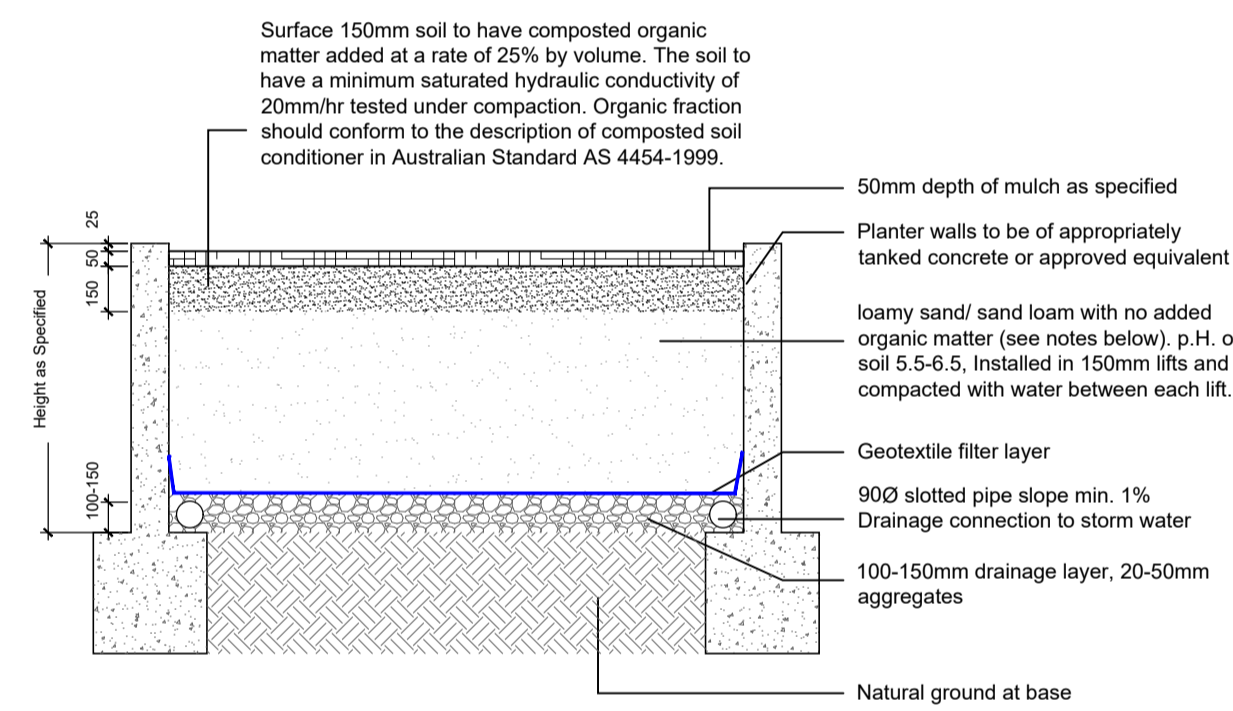 Surface 150mm soil to have composted organic
matter added at a rate of 25% by volume. The soil to
have a minimum saturated hydraulic conductivity of
20mm/hr tested under compaction. Organic fraction
should conform to the description of composted soil
conditioner in Australian Standard AS 4454-1999.
50mm depth of mulch as specified
Planter walls to be of appropriately
tanked concrete or approved equivalent
loamy sand/ sand loam with no added
organic matter (see notes below). p.H. o
soil 5.5-6.5, Installed in 150mm lifts and
compacted with water between each lift.
Geotextile filter layer
90Ø slotted pipe slope min. 1%
Drainage connection to storm water
100-150mm drainage layer, 20-50mm
aggregates
Natural ground at base
25
50
150
100-150
Height as Specified